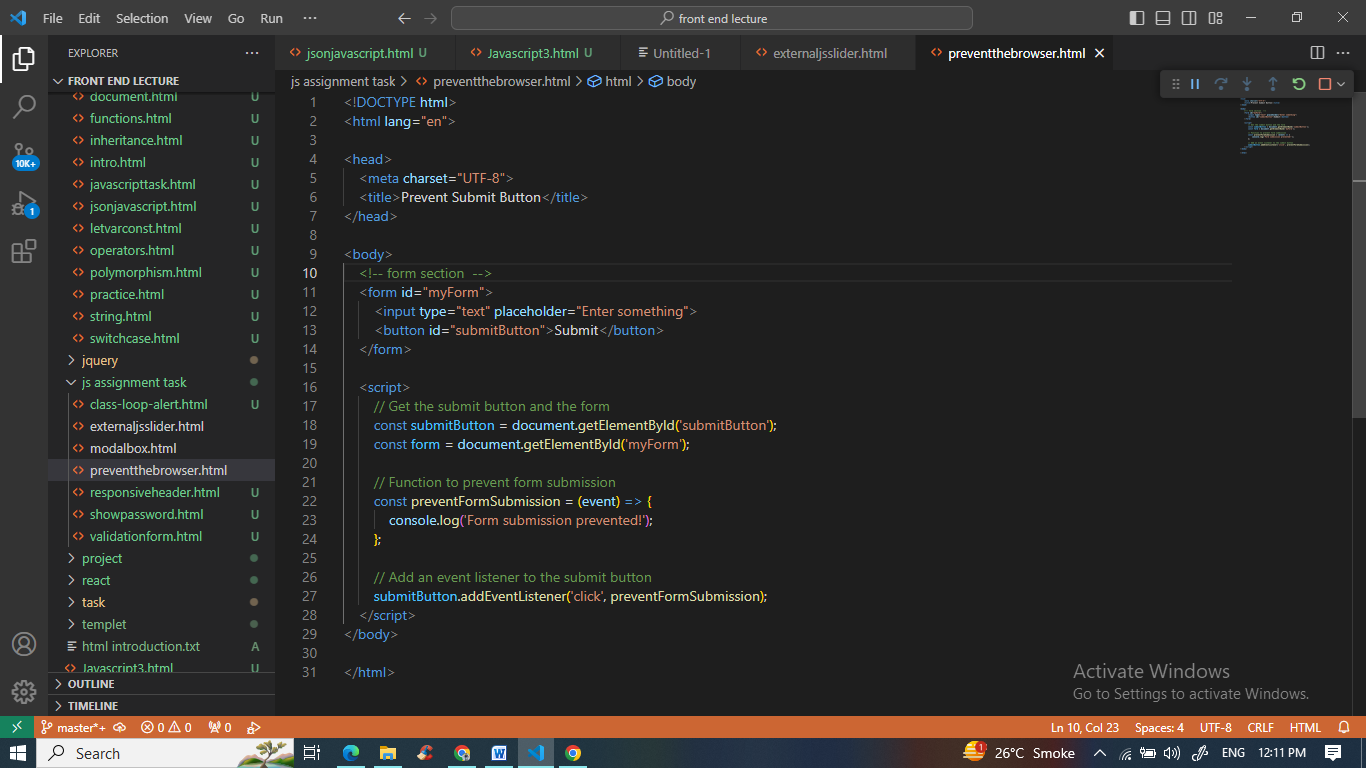 File Edit Selection View Go Run ··· front end lecture
EXPLORER ···
jsonjavascript.html U Javascript3.html U Untitled-1 externaljsslider.html preventthebrowser.html
FRONT END LECTURE
document.html U
functions.html U
inheritance.html U
intro.html U
javascripttask.html U
jsonjavascript.html U
letvarconst.html U
operators.html U
polymorphism.html U
practice.html U
string.html U
switchcase.html U
jquery
js assignment task
class-loop-alert.html U
externaljsslider.html
modalbox.html
preventthebrowser.html
responsiveheader.html U
showpassword.html U
validationform.html U
project
react
task
templet
html introduction.txt A
Javascript3.html U
OUTLINE
TIMELINE
10K+
1
js assignment task > preventthebrowser.html > html > body
1 <!DOCTYPE html>
2 <html lang="en">
3
4 <head>
5 <meta charset="UTF-8">
6 <title>Prevent Submit Button</title>
7 </head>
8
9 <body>
10 <!-- form section  -->
11 <form id="myForm">
12 <input type="text" placeholder="Enter something">
13 <button id="submitButton">Submit</button>
14 </form>
15
16 <script>
17 // Get the submit button and the form
18 const submitButton = document.getElementById('submitButton');
19 const form = document.getElementById('myForm');
20
21 // Function to prevent form submission
22 const preventFormSubmission = (event) => {
23 console.log('Form submission prevented!');
24 };
25
26 // Add an event listener to the submit button
27 submitButton.addEventListener('click', preventFormSubmission);
28 </script>
29 </body>
30
31 </html>
Activate Windows
Go to Settings to activate Windows.
master*+ 0 0 0 Ln 10, Col 23 Spaces: 4 UTF-8 CRLF HTML
Search 1 26°C Smoke ENG 12:11 PM